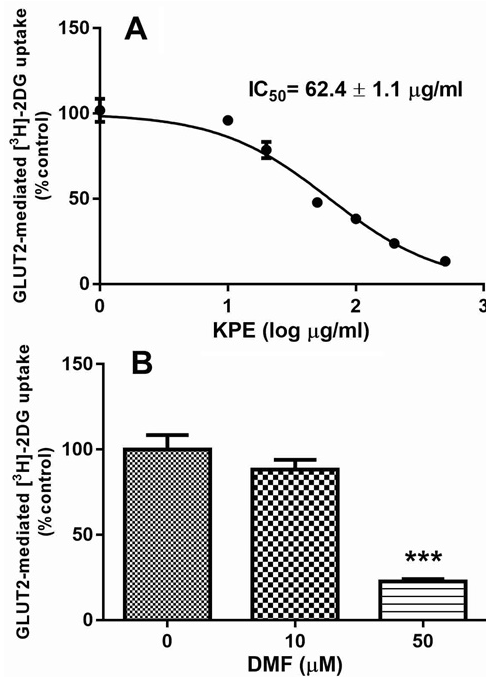 A
GLUT2-mediated [³H]-2DG uptake
(%control)
150
100
50
0
IC₅₀= 62.4 ± 1.1 μg/ml
0 1 2 3
KPE (log μg/ml)
B
GLUT2-mediated [³H]-2DG uptake
(%control)
150
100
50
0
***
0 10 50
DMF (μM)